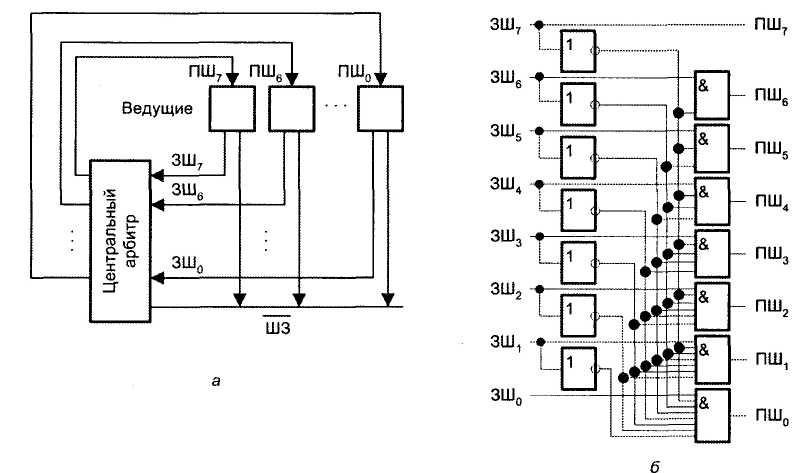 ПШ₇ ПШ₆ ПШ₀
Ведущие
. . .
ЗШ₇
ЗШ₆
ЗШ₀
Центральный
арбитр
ШЗ
а
ЗШ₇ ПШ₇
1
ЗШ₆ & ПШ₆
1
ЗШ₅ & ПШ₅
1
ЗШ₄ & ПШ₄
1
ЗШ₃ & ПШ₃
1
ЗШ₂ & ПШ₂
1
ЗШ₁ & ПШ₁
1
ЗШ₀ & ПШ₀
б